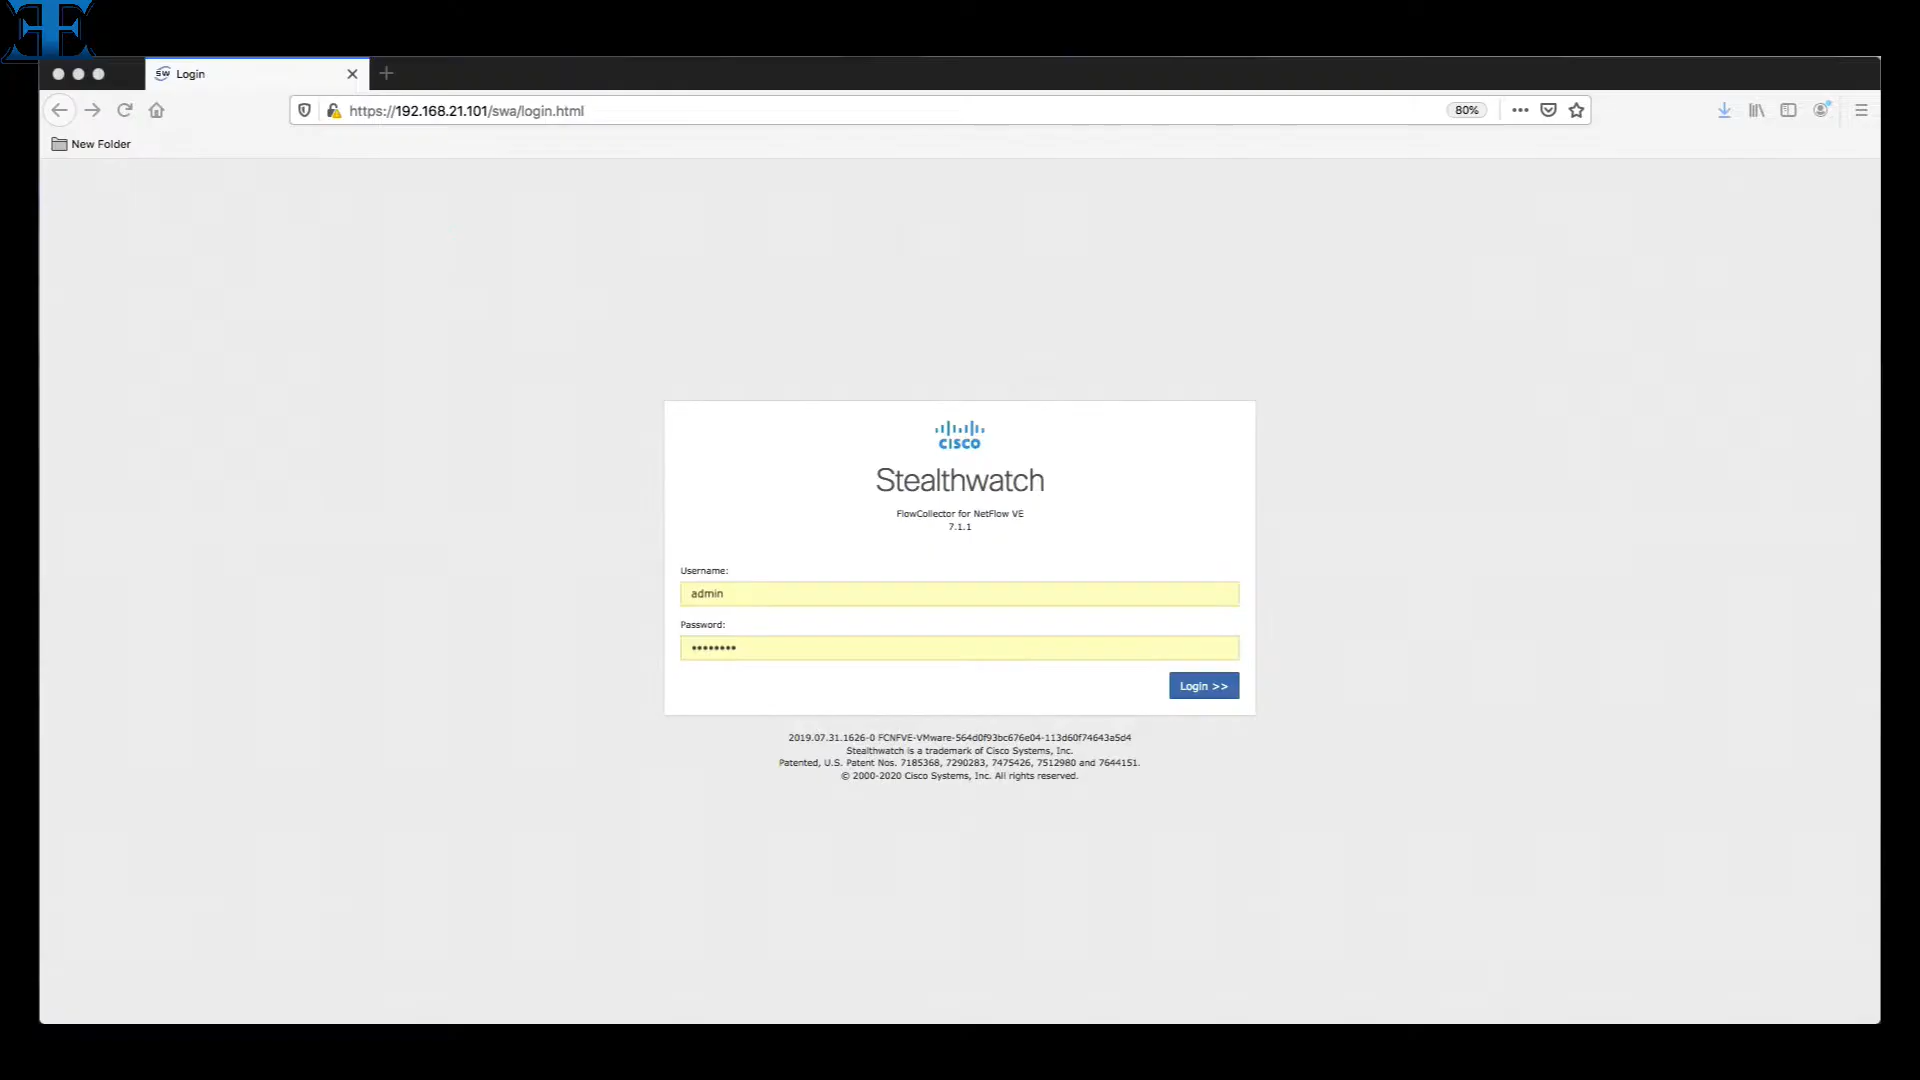 SW Login
https://192.168.21.101/swa/login.html
80%
New Folder
CISCO
Stealthwatch
FlowCollector for NetFlow VE
7.1.1
Username:
admin
Password:
••••••••
Login >>
2019.07.31.1626-0 FCNFVE-VMware-564d0f93bc676e04-113d60f74643a5d4
Stealthwatch is a trademark of Cisco Systems, Inc.
Patented, U.S. Patent Nos. 7185368, 7290283, 7475426, 7512980 and 7644151.
© 2000-2020 Cisco Systems, Inc. All rights reserved.